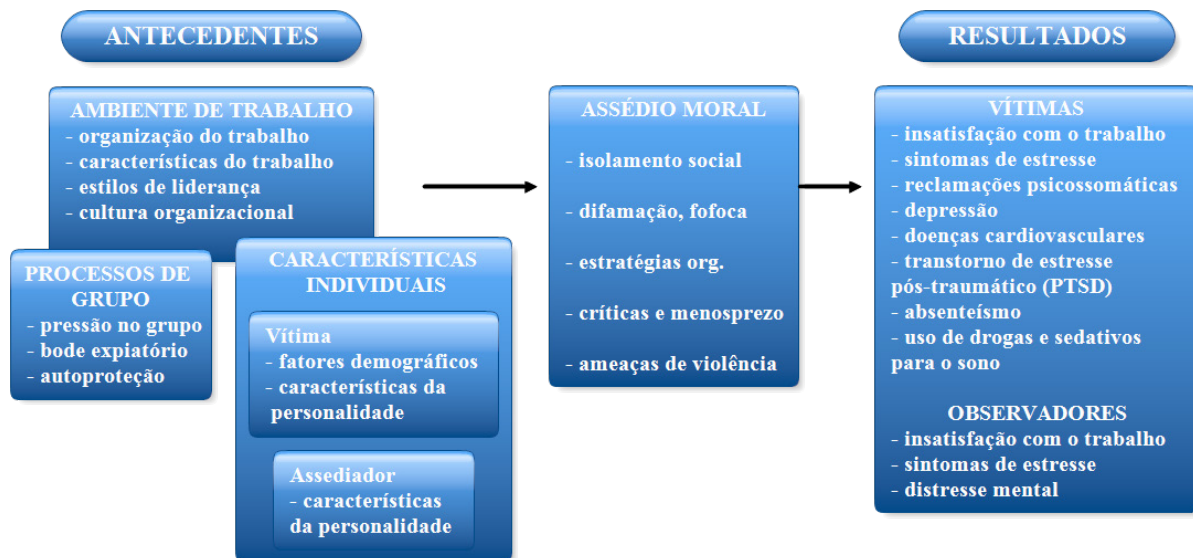 ANTECEDENTES
AMBIENTE DE TRABALHO
- organização do trabalho
- características do trabalho
- estilos de liderança
- cultura organizacional
PROCESSOS DE
GRUPO
- pressão no grupo
- bode expiatório
- autoproteção
CARACTERÍSTICAS
INDIVIDUAIS
Vítima
- fatores demográficos
- características da
personalidade
Assediador
- características
da personalidade
ASSÉDIO MORAL
- isolamento social
- difamação, fofoca
- estratégias org.
- críticas e menosprezo
- ameaças de violência
RESULTADOS
VÍTIMAS
- insatisfação com o trabalho
- sintomas de estresse
- reclamações psicossomáticas
- depressão
- doenças cardiovasculares
- transtorno de estresse
pós-traumático (PTSD)
- absenteísmo
- uso de drogas e sedativos
para o sono
OBSERVADORES
- insatisfação com o trabalho
- sintomas de estresse
- distresse mental